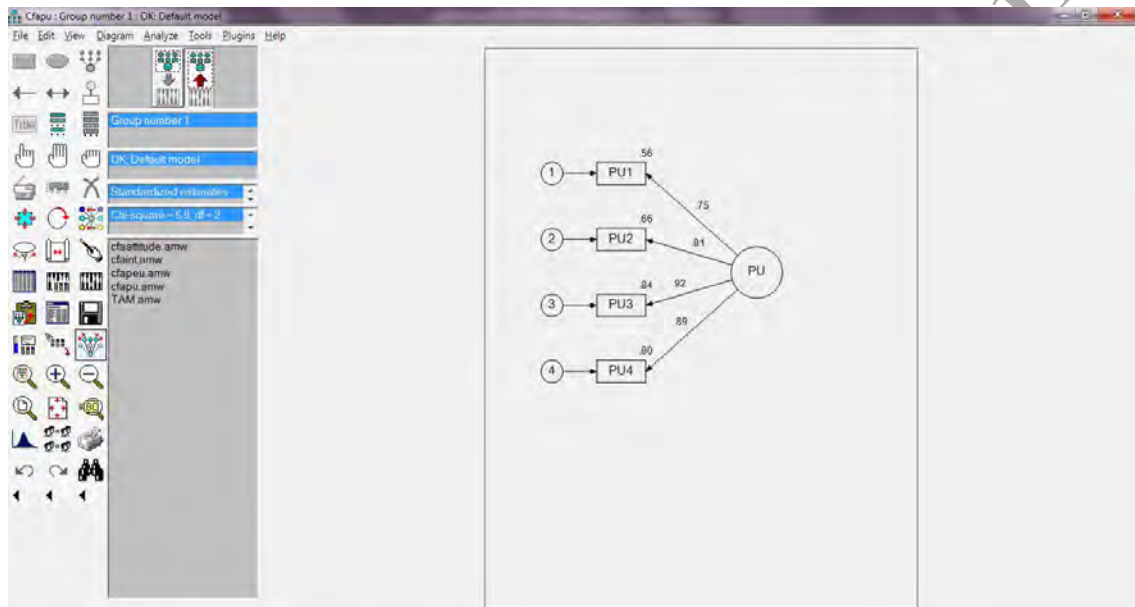 Cfapu : Group number 1 : OK: Default model
File Edit View Diagram Analyze Tools Plugins Help
Title
Group number 1
OK: Default model
Standardized estimates
Chi-square = 6.9, df = 2
cfaattitude.amw
cfaint.amw
cfapeu.amw
cfapu.amw
TAM.amw
.56
1 PU1
.75
.66
2 PU2 .81
PU
.84 .92
3 PU3
.89
.80
4 PU4